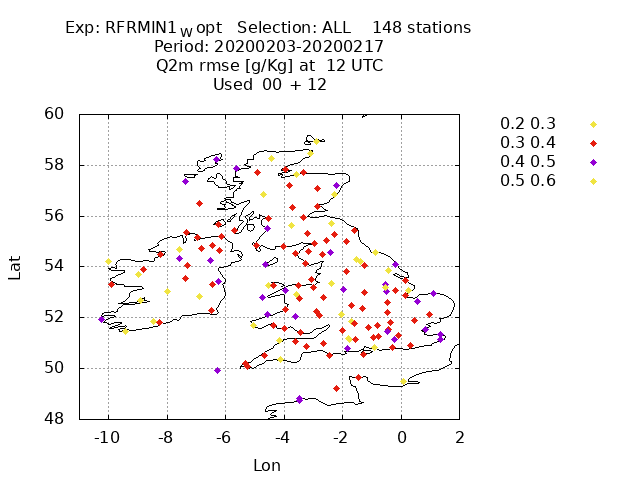 Exp: RFRMIN1wopt Selection: ALL 148 stations
Period: 20200203-20200217
Q2m rmse [g/Kg] at 12 UTC
Used 00 + 12
0.2 0.3
0.3 0.4
0.4 0.5
0.5 0.6
60
58
56
54
52
50
48
Lat
-10 -8 -6 -4 -2 0 2
Lon